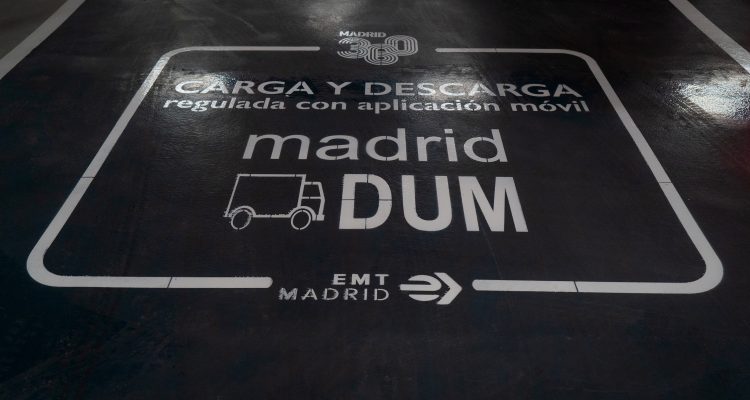 MADRID
360
CARGA Y DESCARGA
regulada con aplicación móvil
madrid
DUM
EMT
MADRID